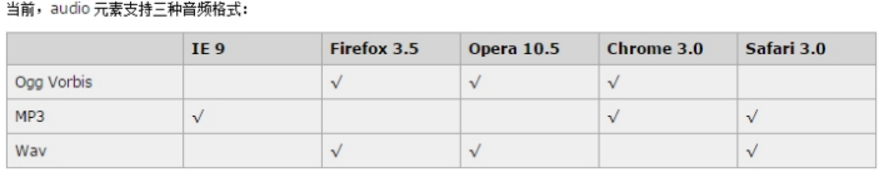 当前，audio 元素支持三种音频格式：
IE 9 Firefox 3.5 Opera 10.5 Chrome 3.0 Safari 3.0
Ogg Vorbis √ √ √
MP3 √ √ √
Wav √ √ √